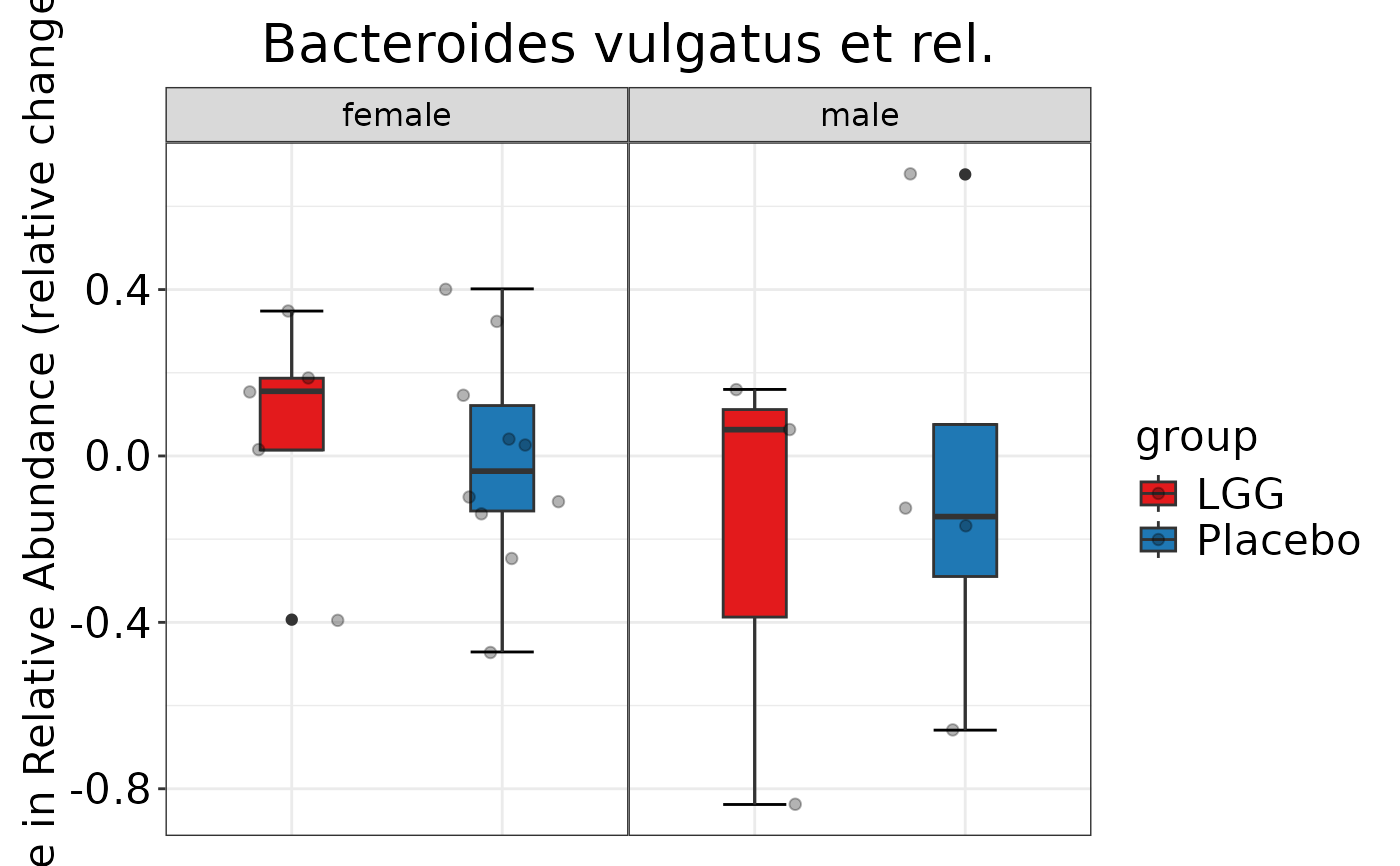 Bacteroides vulgatus et rel.
female
male
e in Relative Abundance (relative change
0.4
0.0
-0.4
-0.8
group
LGG
Placebo